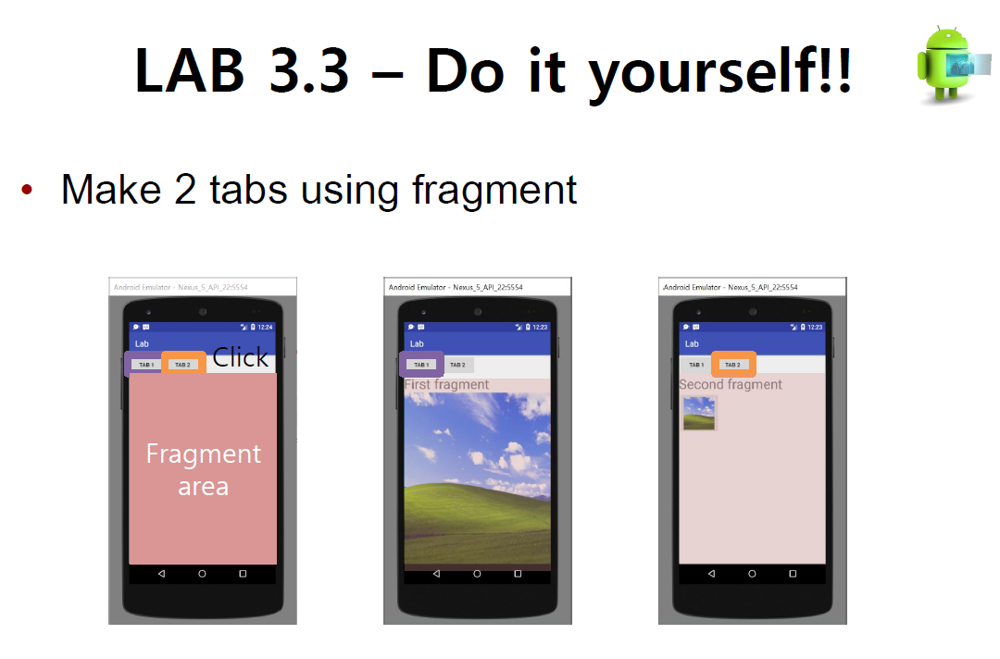 LAB 3.3 – Do it yourself!!
• Make 2 tabs using fragment
Android Emulator - Nexus_5_API_22:5554
12:24
Lab
TAB 1 TAB 2 Click
Fragment
area
Android Emulator - Nexus_5_API_22:5554
12:23
Lab
TAB 1 TAB 2
First fragment
Android Emulator - Nexus_5_API_22:5554
12:23
Lab
TAB 1 TAB 2
Second fragment